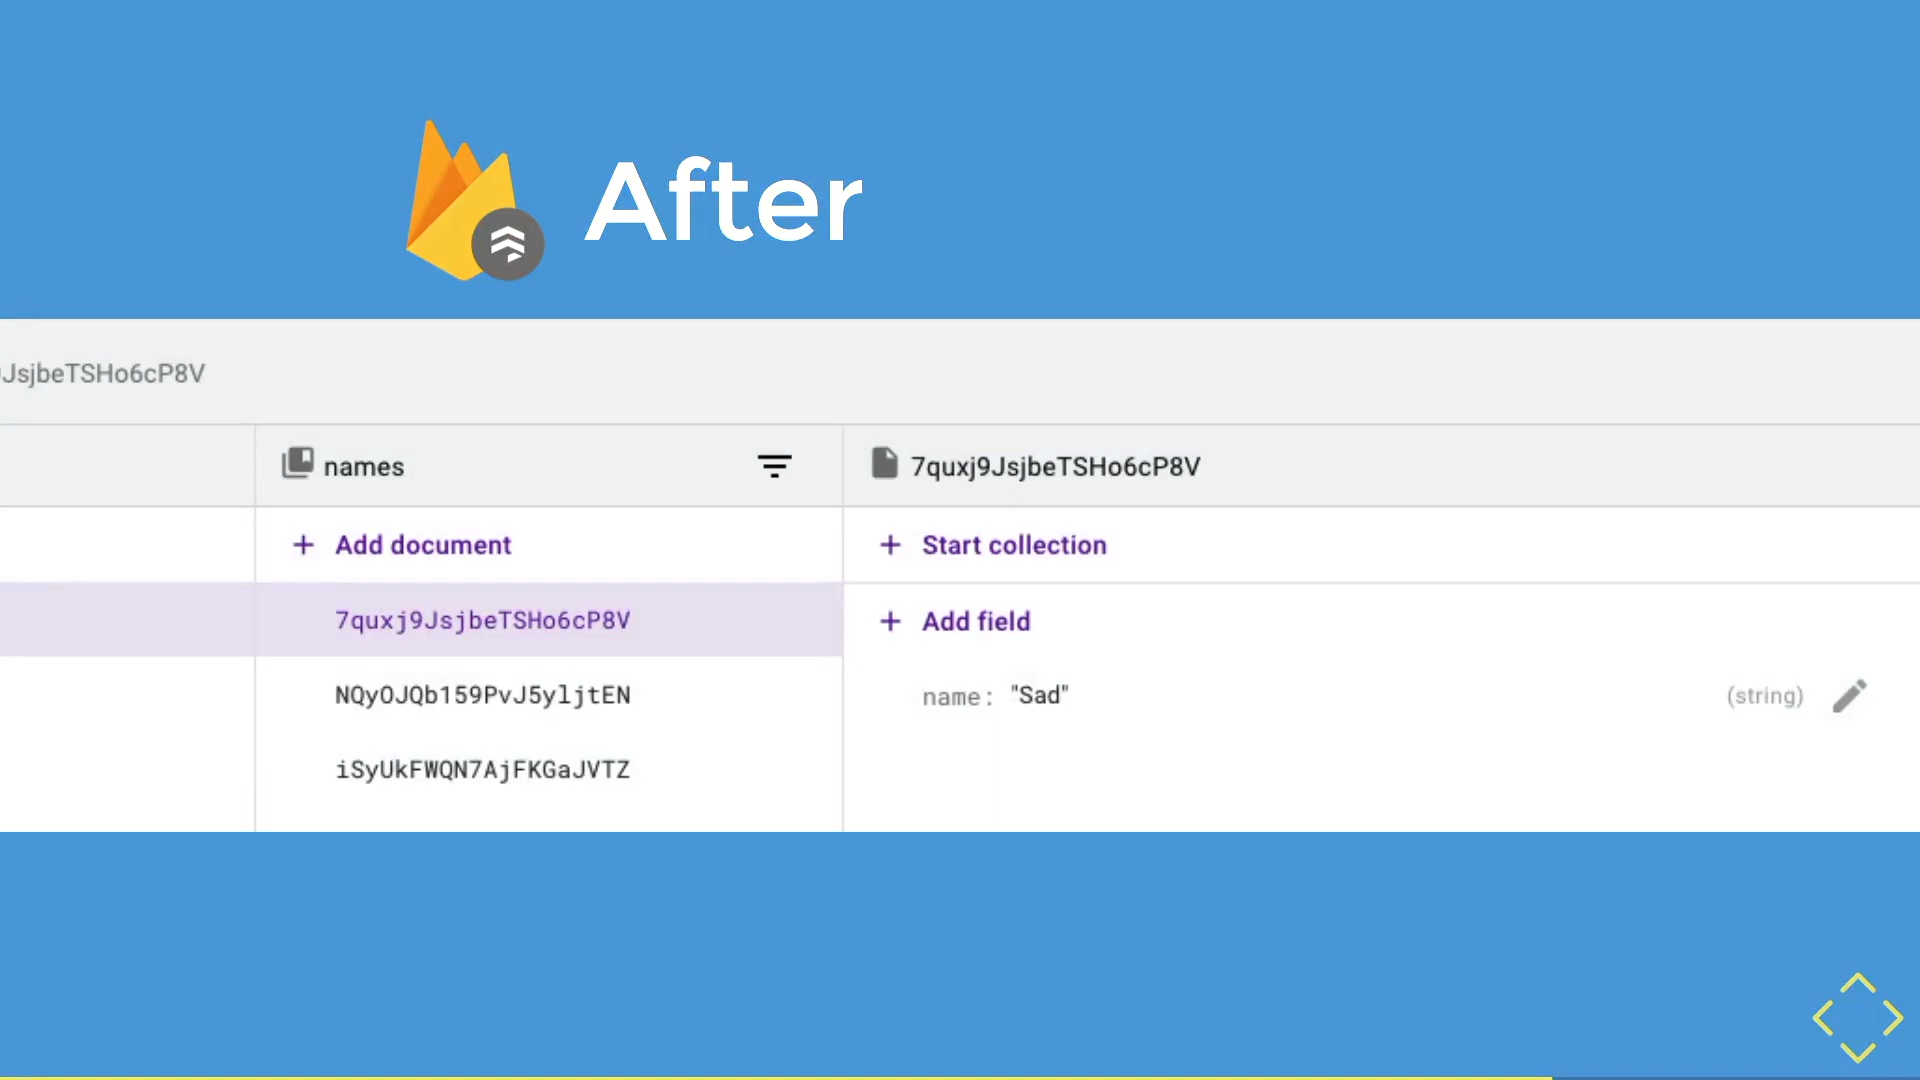 After
JsjbeTSHo6cP8V
names
7quxj9JsjbeTSHo6cP8V
+ Add document
+ Start collection
7quxj9JsjbeTSHo6cP8V
+ Add field
NQyOJQb159PvJ5yljtEN
name: "Sad" (string)
iSyUkFWQN7AjFKGaJVTZ